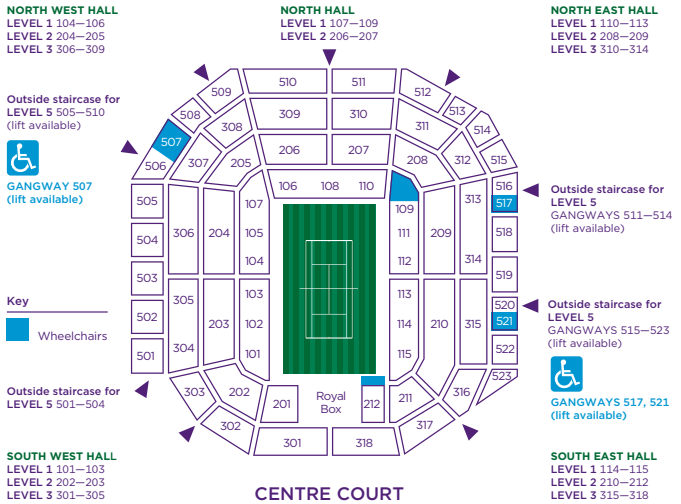 NORTH WEST HALL
LEVEL 1 104—106
LEVEL 2 204—205
LEVEL 3 306—309
NORTH HALL
LEVEL 1 107—109
LEVEL 2 206—207
NORTH EAST HALL
LEVEL 1 110—113
LEVEL 2 208—209
LEVEL 3 310—314
Outside staircase for
LEVEL 5 505—510
(lift available)
GANGWAY 507
(lift available)
Key
Wheelchairs
Outside staircase for
LEVEL 5 501—504
SOUTH WEST HALL
LEVEL 1 101—103
LEVEL 2 202—203
LEVEL 3 301—305
509
510
511
512
513
514
515
508
507
506
308
309
310
311
312
307
205
206
207
208
106 108 110
505
504
503
502
501
306
305
304
204
203
107
105
104
103
102
101
109
111
112
113
114
115
209
210
313
314
315
516
517
518
519
520
521
522
523
303
202
201
Royal
Box
212
211
316
302
301
318
317
CENTRE COURT
Outside staircase for
LEVEL 5
GANGWAYS 511—514
(lift available)
Outside staircase for
LEVEL 5
GANGWAYS 515—523
(lift available)
GANGWAYS 517, 521
(lift available)
SOUTH EAST HALL
LEVEL 1 114—115
LEVEL 2 210—212
LEVEL 3 315—318